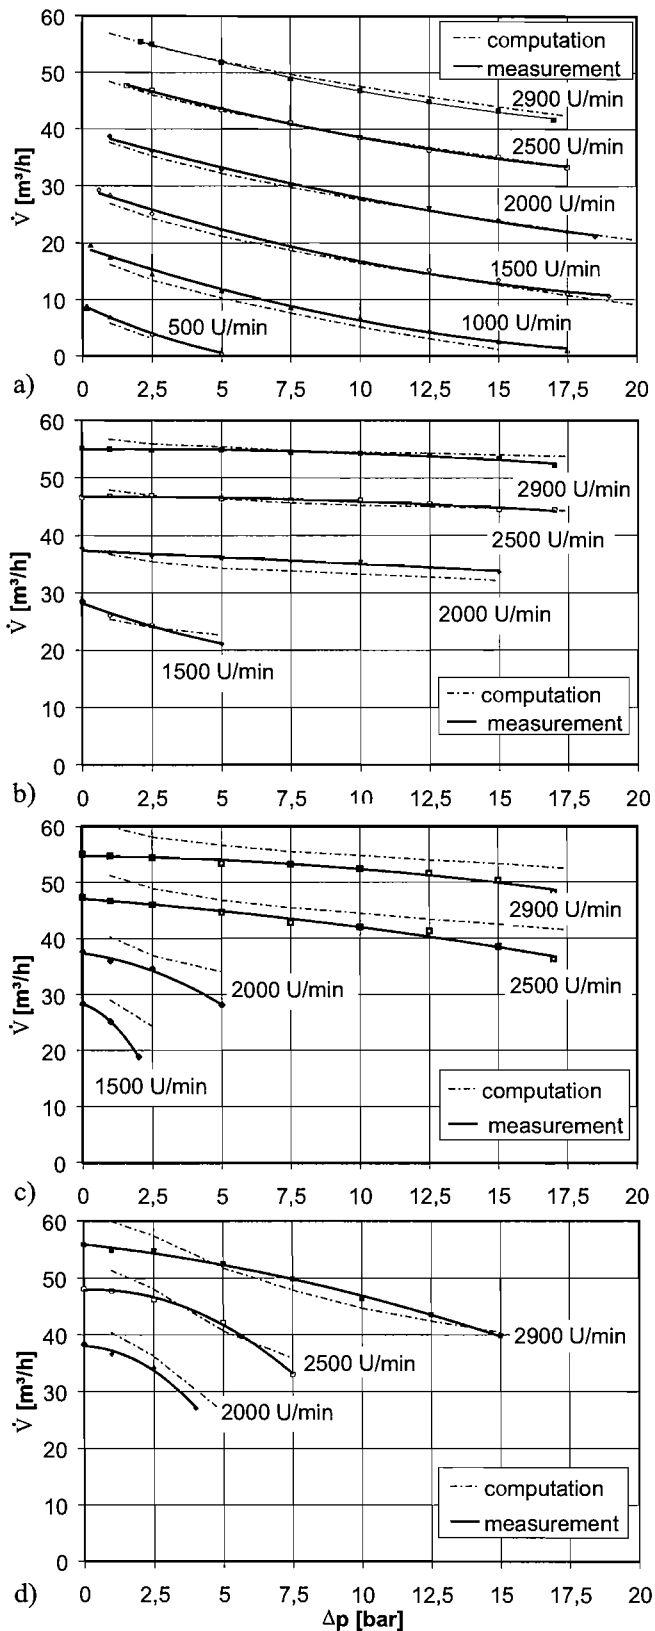 60
50
40
30
20
10
0
V̇ [m³/h]
computation
measurement
2900 U/min
2500 U/min
2000 U/min
1500 U/min
1000 U/min
500 U/min
a)
0 2,5 5 7,5 10 12,5 15 17,5 20
60
50
40
30
20
10
0
V̇ [m³/h]
2900 U/min
2500 U/min
2000 U/min
1500 U/min
computation
measurement
b)
0 2,5 5 7,5 10 12,5 15 17,5 20
60
50
40
30
20
10
0
V̇ [m³/h]
2900 U/min
2500 U/min
2000 U/min
1500 U/min
computation
measurement
c)
0 2,5 5 7,5 10 12,5 15 17,5 20
60
50
40
30
20
10
0
V̇ [m³/h]
2900 U/min
2500 U/min
2000 U/min
computation
measurement
d)
0 2,5 5 7,5 10 12,5 15 17,5 20
Δp [bar]